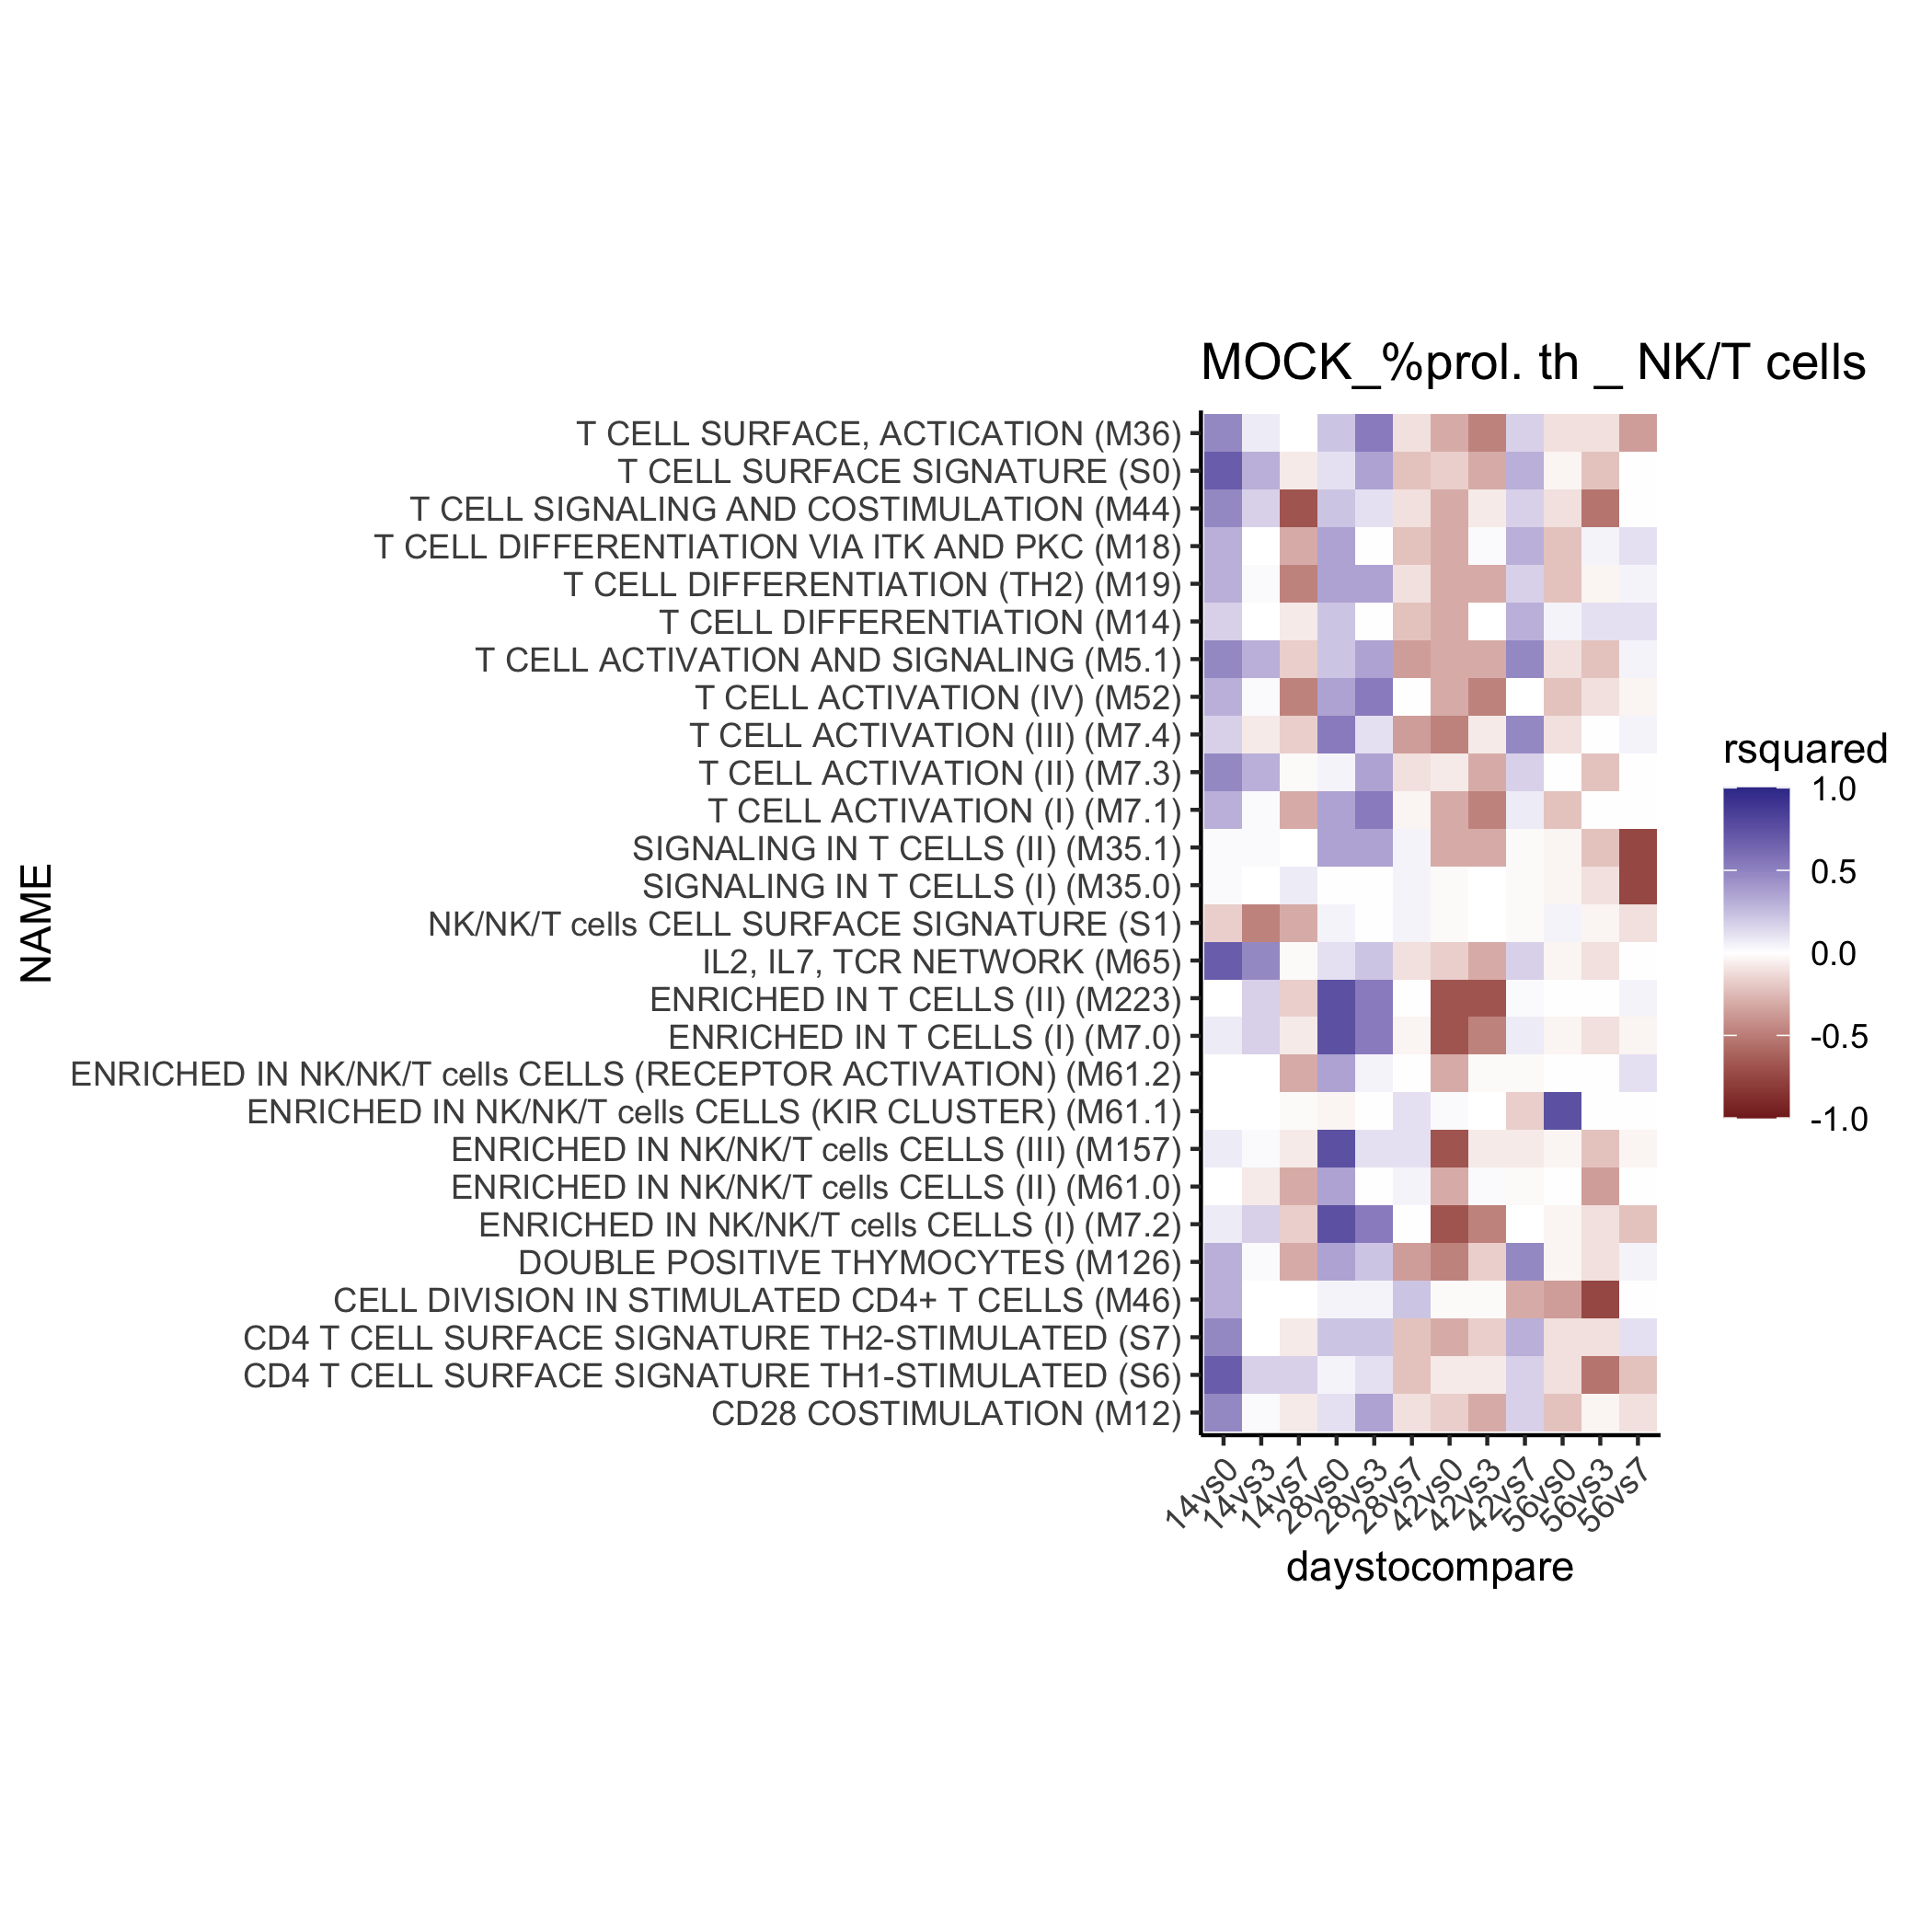 MOCK_%prol. th _ NK/T cells
NAME
T CELL SURFACE, ACTICATION (M36)
T CELL SURFACE SIGNATURE (S0)
T CELL SIGNALING AND COSTIMULATION (M44)
T CELL DIFFERENTIATION VIA ITK AND PKC (M18)
T CELL DIFFERENTIATION (TH2) (M19)
T CELL DIFFERENTIATION (M14)
T CELL ACTIVATION AND SIGNALING (M5.1)
T CELL ACTIVATION (IV) (M52)
T CELL ACTIVATION (III) (M7.4)
T CELL ACTIVATION (II) (M7.3)
T CELL ACTIVATION (I) (M7.1)
SIGNALING IN T CELLS (II) (M35.1)
SIGNALING IN T CELLS (I) (M35.0)
NK/NK/T cells CELL SURFACE SIGNATURE (S1)
IL2, IL7, TCR NETWORK (M65)
ENRICHED IN T CELLS (II) (M223)
ENRICHED IN T CELLS (I) (M7.0)
ENRICHED IN NK/NK/T cells CELLS (RECEPTOR ACTIVATION) (M61.2)
ENRICHED IN NK/NK/T cells CELLS (KIR CLUSTER) (M61.1)
ENRICHED IN NK/NK/T cells CELLS (III) (M157)
ENRICHED IN NK/NK/T cells CELLS (II) (M61.0)
ENRICHED IN NK/NK/T cells CELLS (I) (M7.2)
DOUBLE POSITIVE THYMOCYTES (M126)
CELL DIVISION IN STIMULATED CD4+ T CELLS (M46)
CD4 T CELL SURFACE SIGNATURE TH2-STIMULATED (S7)
CD4 T CELL SURFACE SIGNATURE TH1-STIMULATED (S6)
CD28 COSTIMULATION (M12)
14vs0
14vs3
14vs7
28vs0
28vs3
28vs7
42vs0
42vs3
42vs7
56vs0
56vs3
56vs7
daystocompare
rsquared
1.0
0.5
0.0
-0.5
-1.0